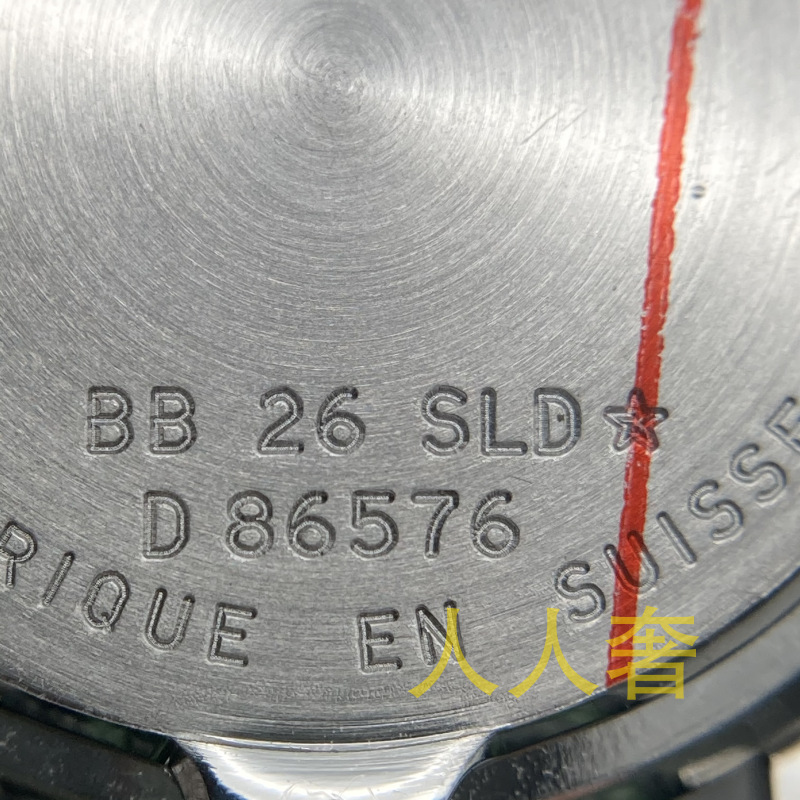 BB 26 SLD☆
D 86576
RIQUE EN SUISSE
人人奢